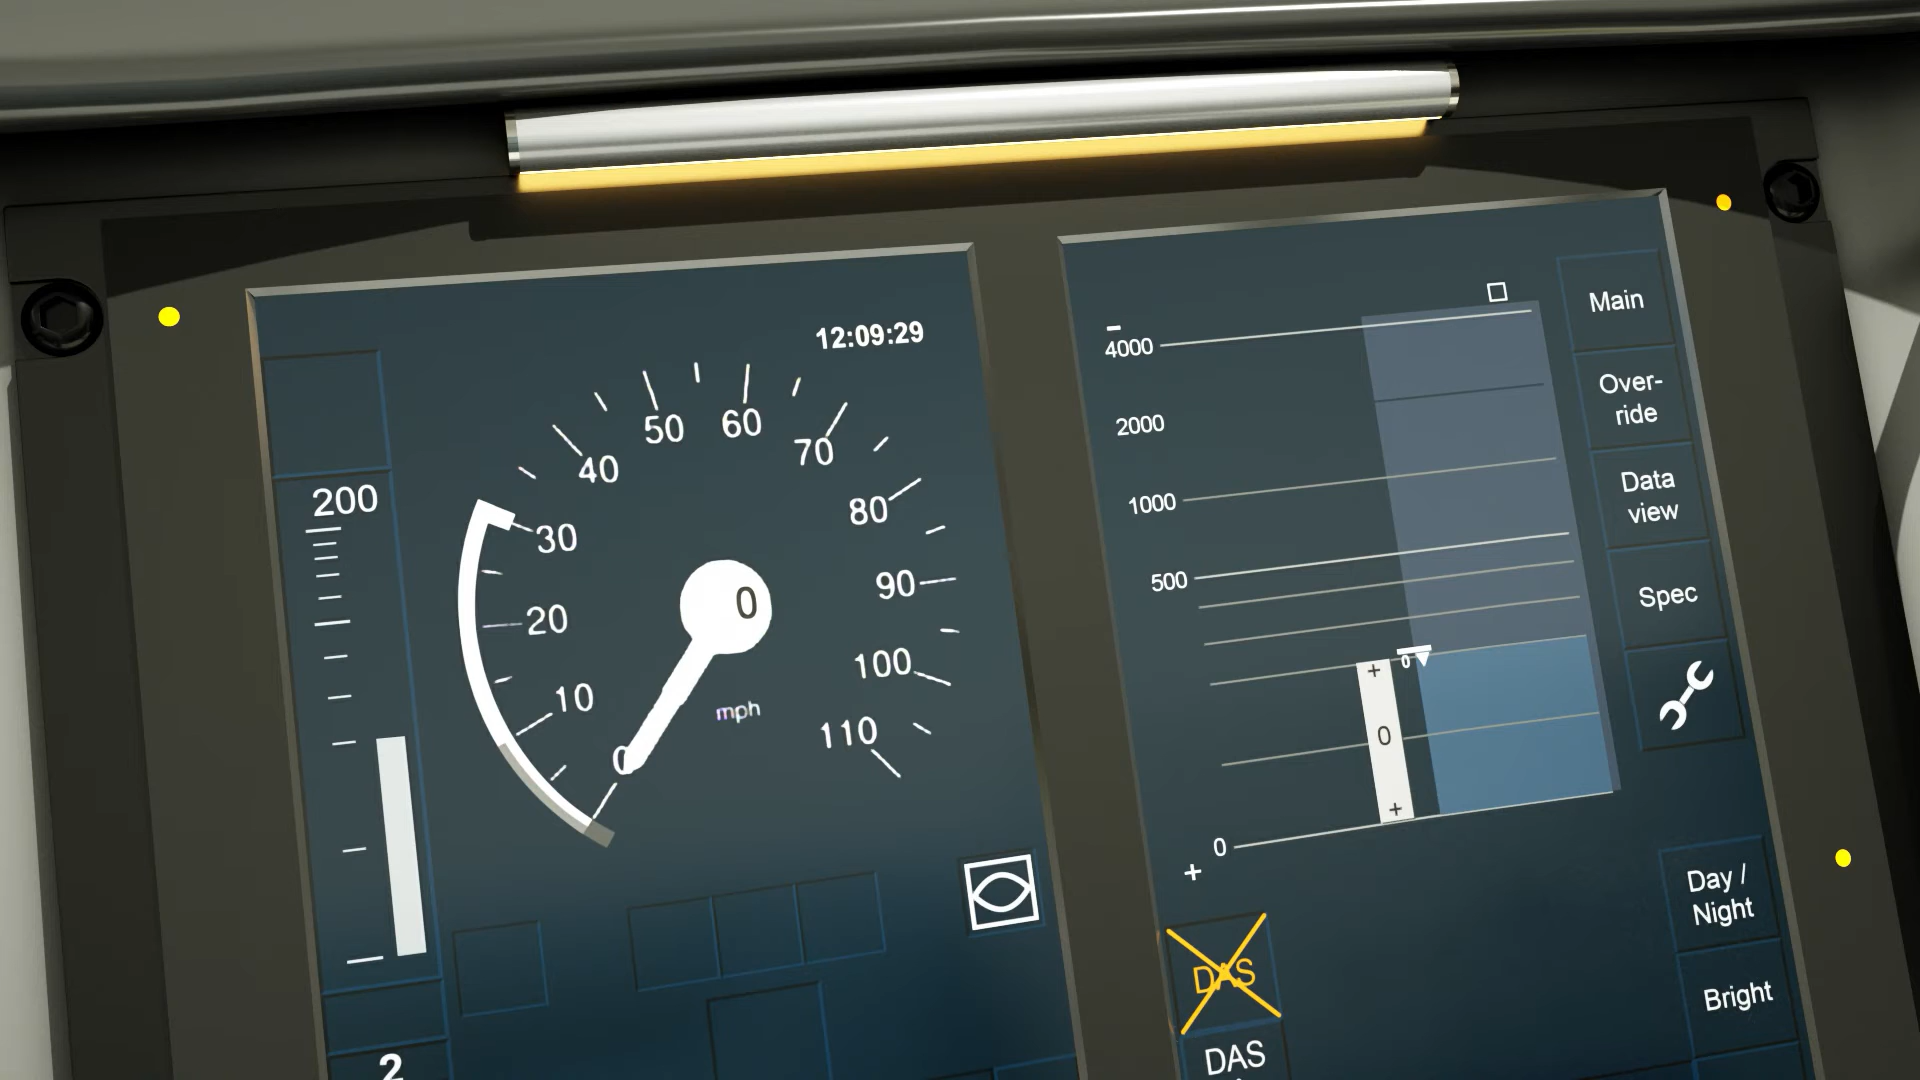 12:09:29
200
0
10
20
30
40
50
60
70
80
90
100
110
0
mph
2
4000
2000
1000
500
0
+
0
+
0
+
DAS
DAS
Main
Over-
ride
Data
view
Spec
Day /
Night
Bright